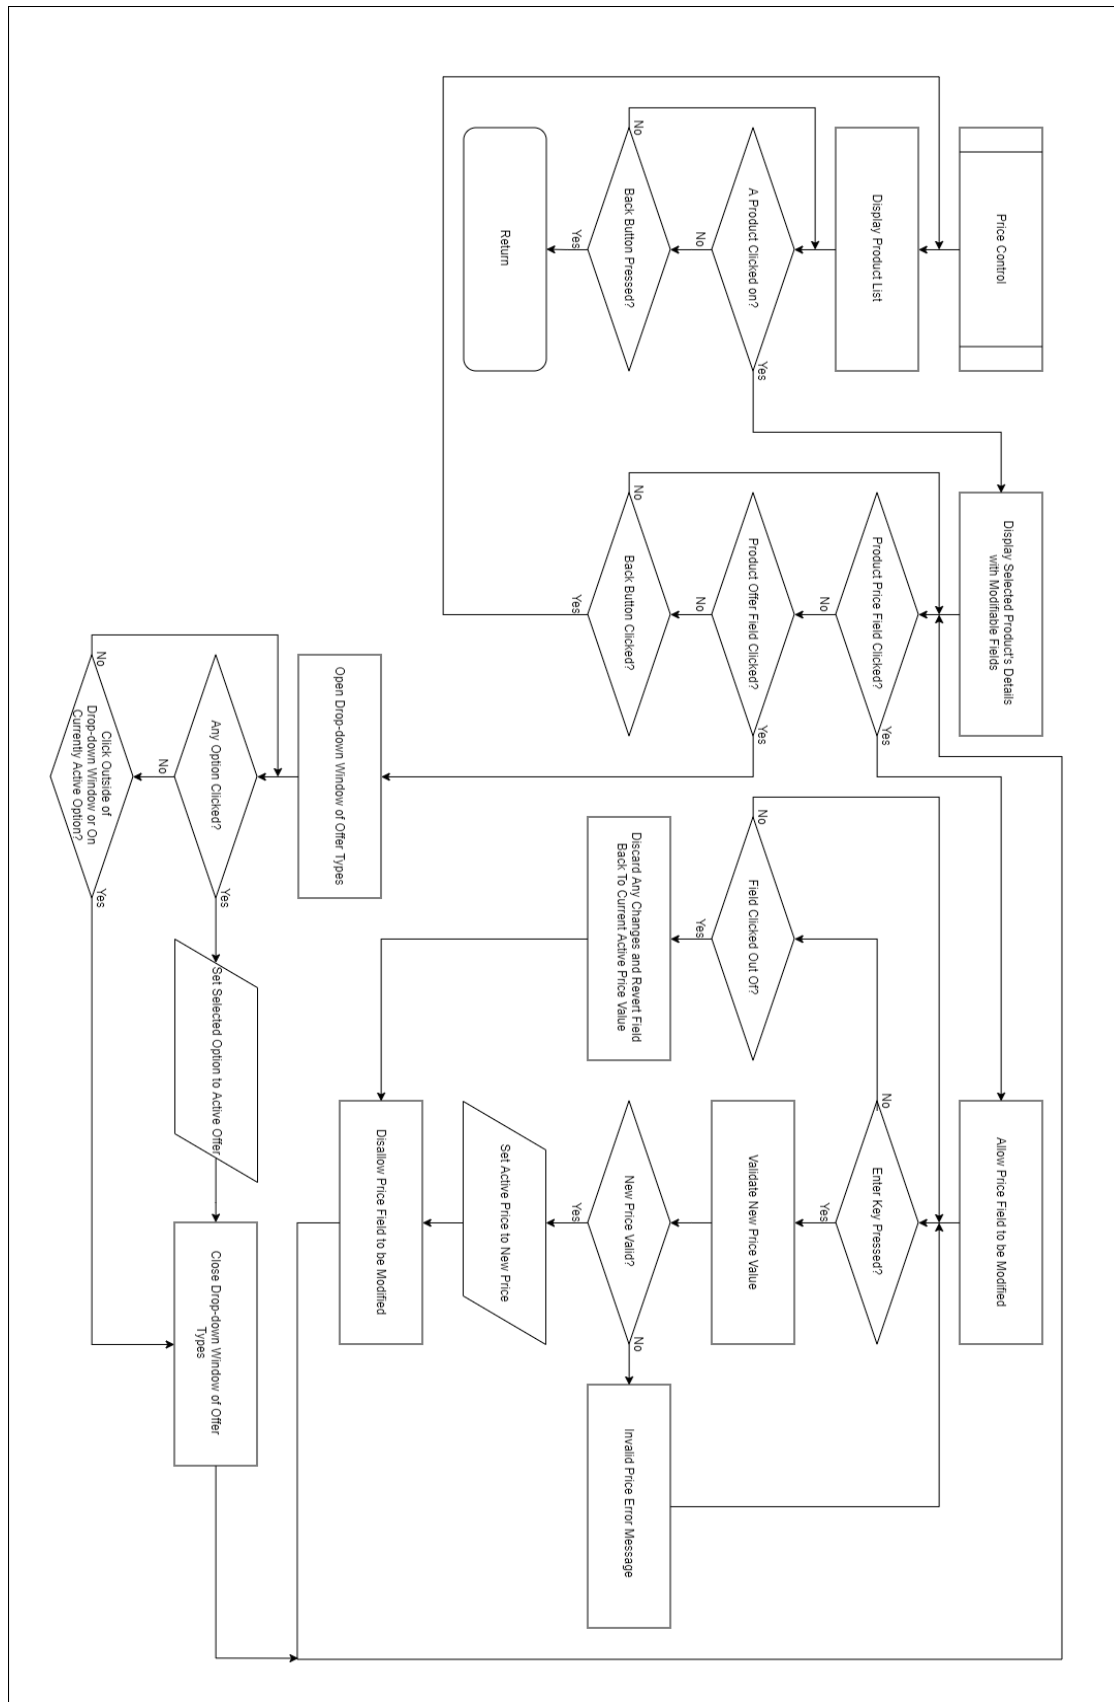 Price Control
Display Product List
A Product Clicked on?
No
Yes
Back Button Pressed?
No
Yes
Return
Display Selected Product's Details
with Modifiable Fields
Product Price Field Clicked?
Yes
No
Product Offer Field Clicked?
Yes
No
Back Button Clicked?
No
Yes
Allow Price Field to be Modified
Enter Key Pressed?
No
Yes
Field Clicked Out Of?
No
Yes
Discard Any Changes and Revert Field
Back To Current Active Price Value
Validate New Price Value
New Price Valid?
No
Yes
Invalid Price Error Message
Set Active Price to New Price
Disallow Price Field to be Modified
Open Drop-down Window of Offer Types
Any Option Clicked?
Yes
No
Click Outside of
Drop-down Window or On
Currently Active Option?
No
Yes
Set Selected Option to Active Offer
Close Drop-down Window of Offer
Types